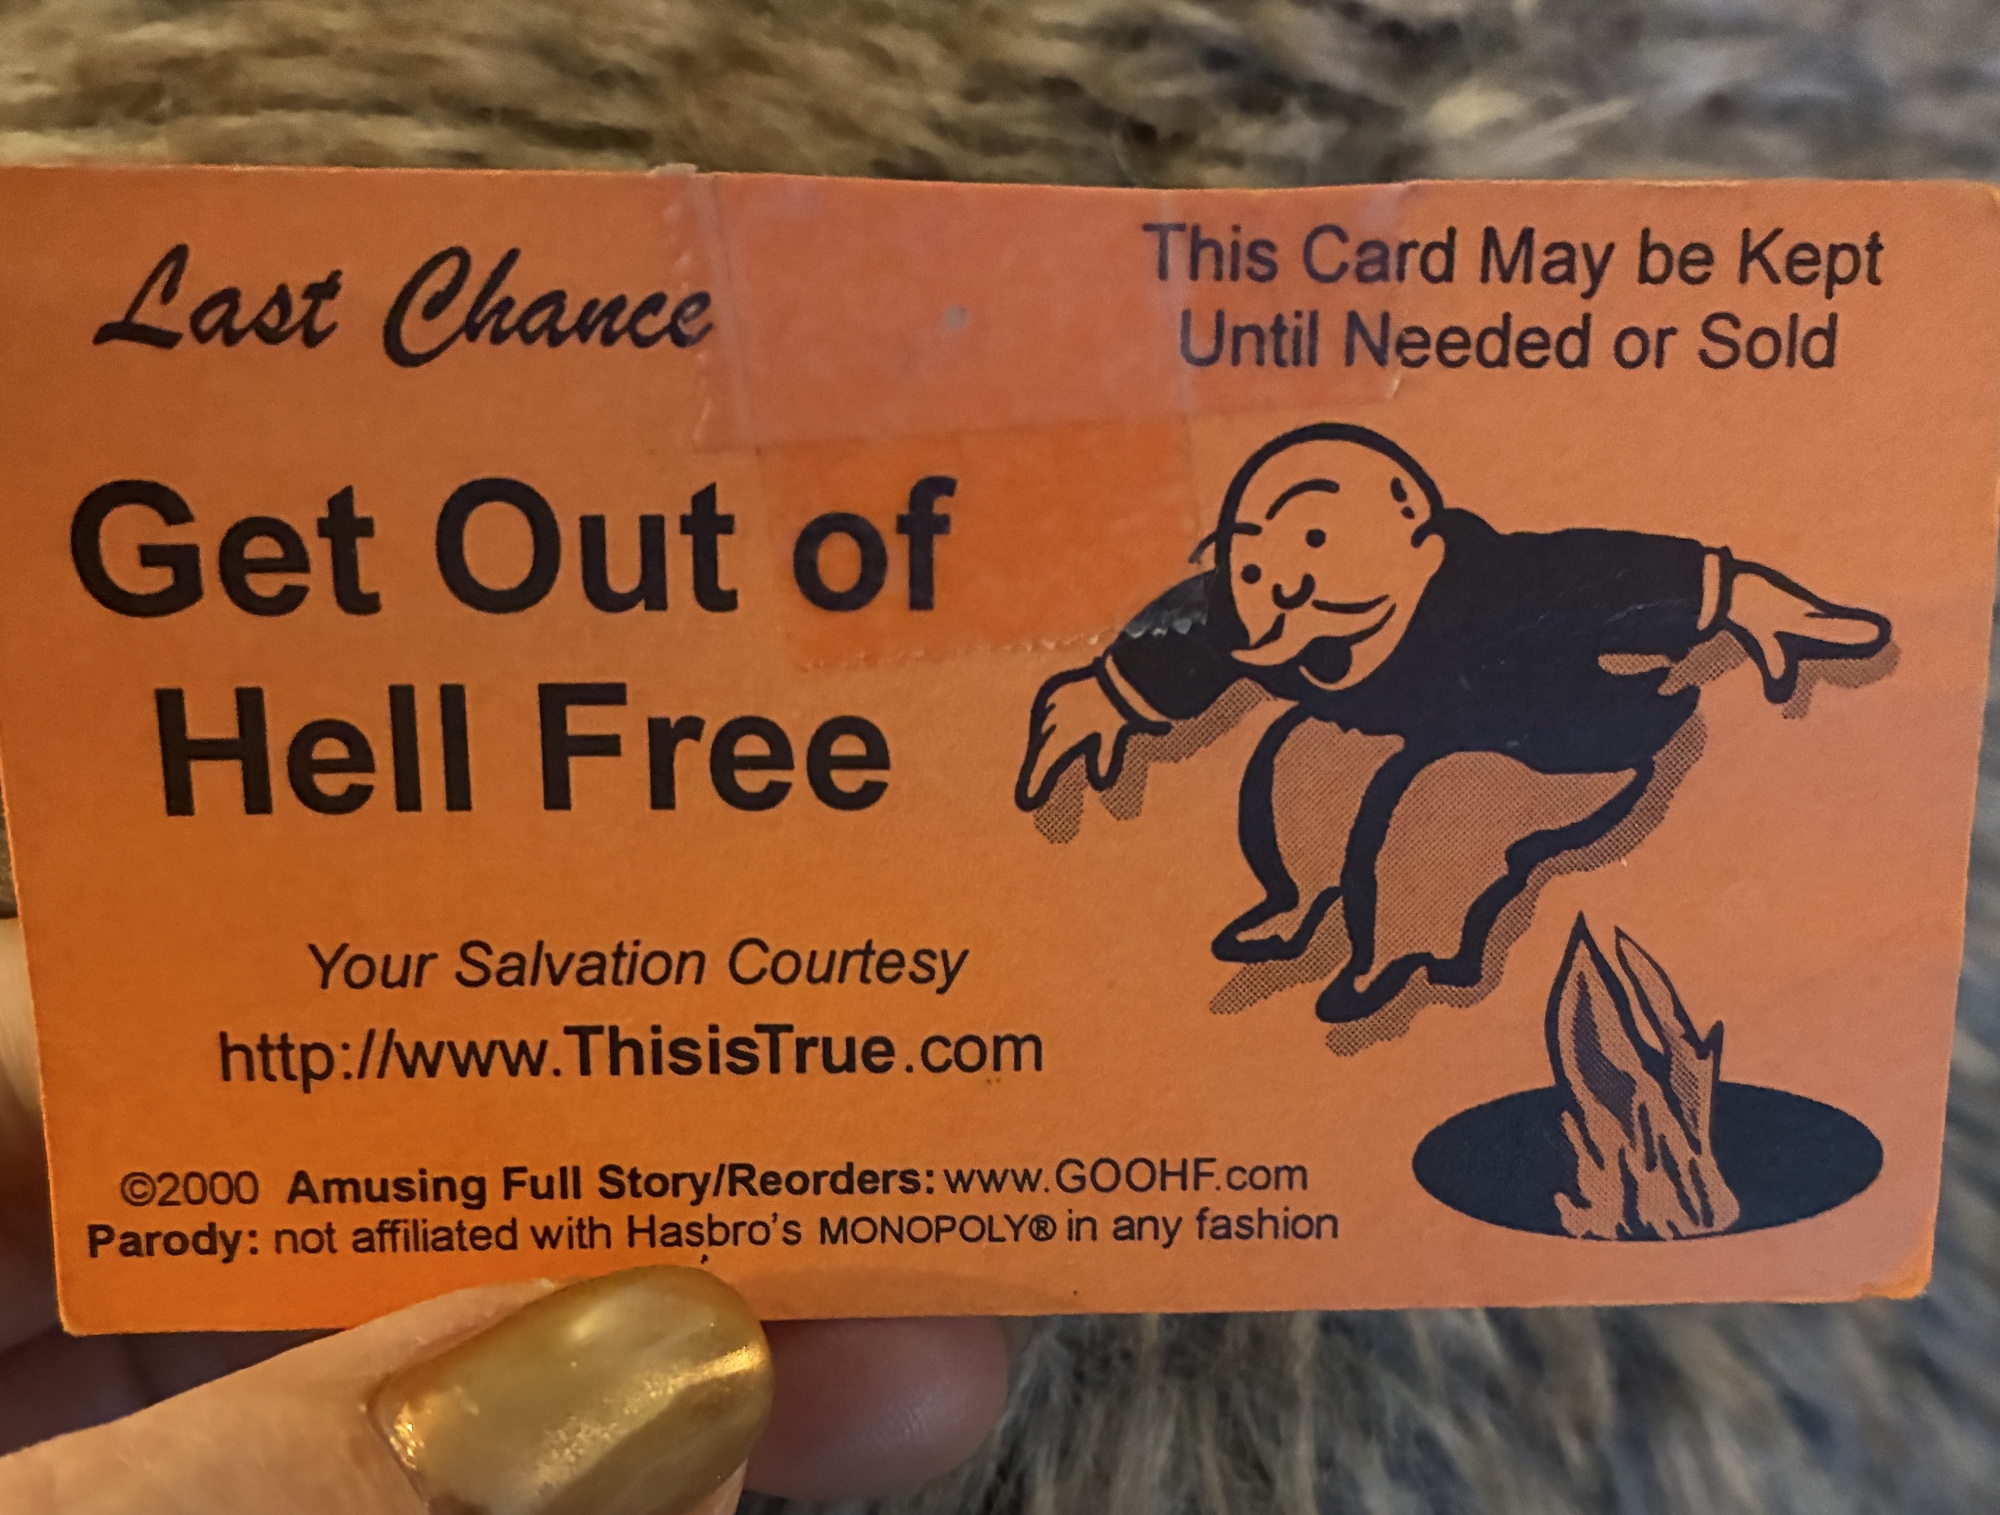 Last Chance
This Card May be Kept
Until Needed or Sold
Get Out of
Hell Free
Your Salvation Courtesy
http://www.ThisisTrue.com
©2000 Amusing Full Story/Reorders: www.GOOHF.com
Parody: not affiliated with Hasbro's MONOPOLY® in any fashion